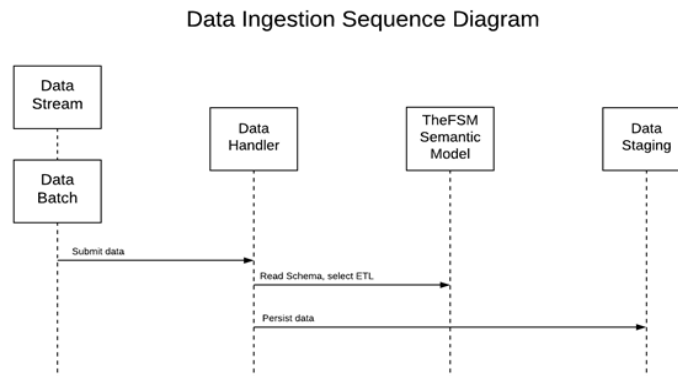 Data Ingestion Sequence Diagram
Data
Stream
Data
Handler
TheFSM
Semantic
Model
Data
Staging
Data
Batch
Submit data
Read Schema, select ETL
Persist data